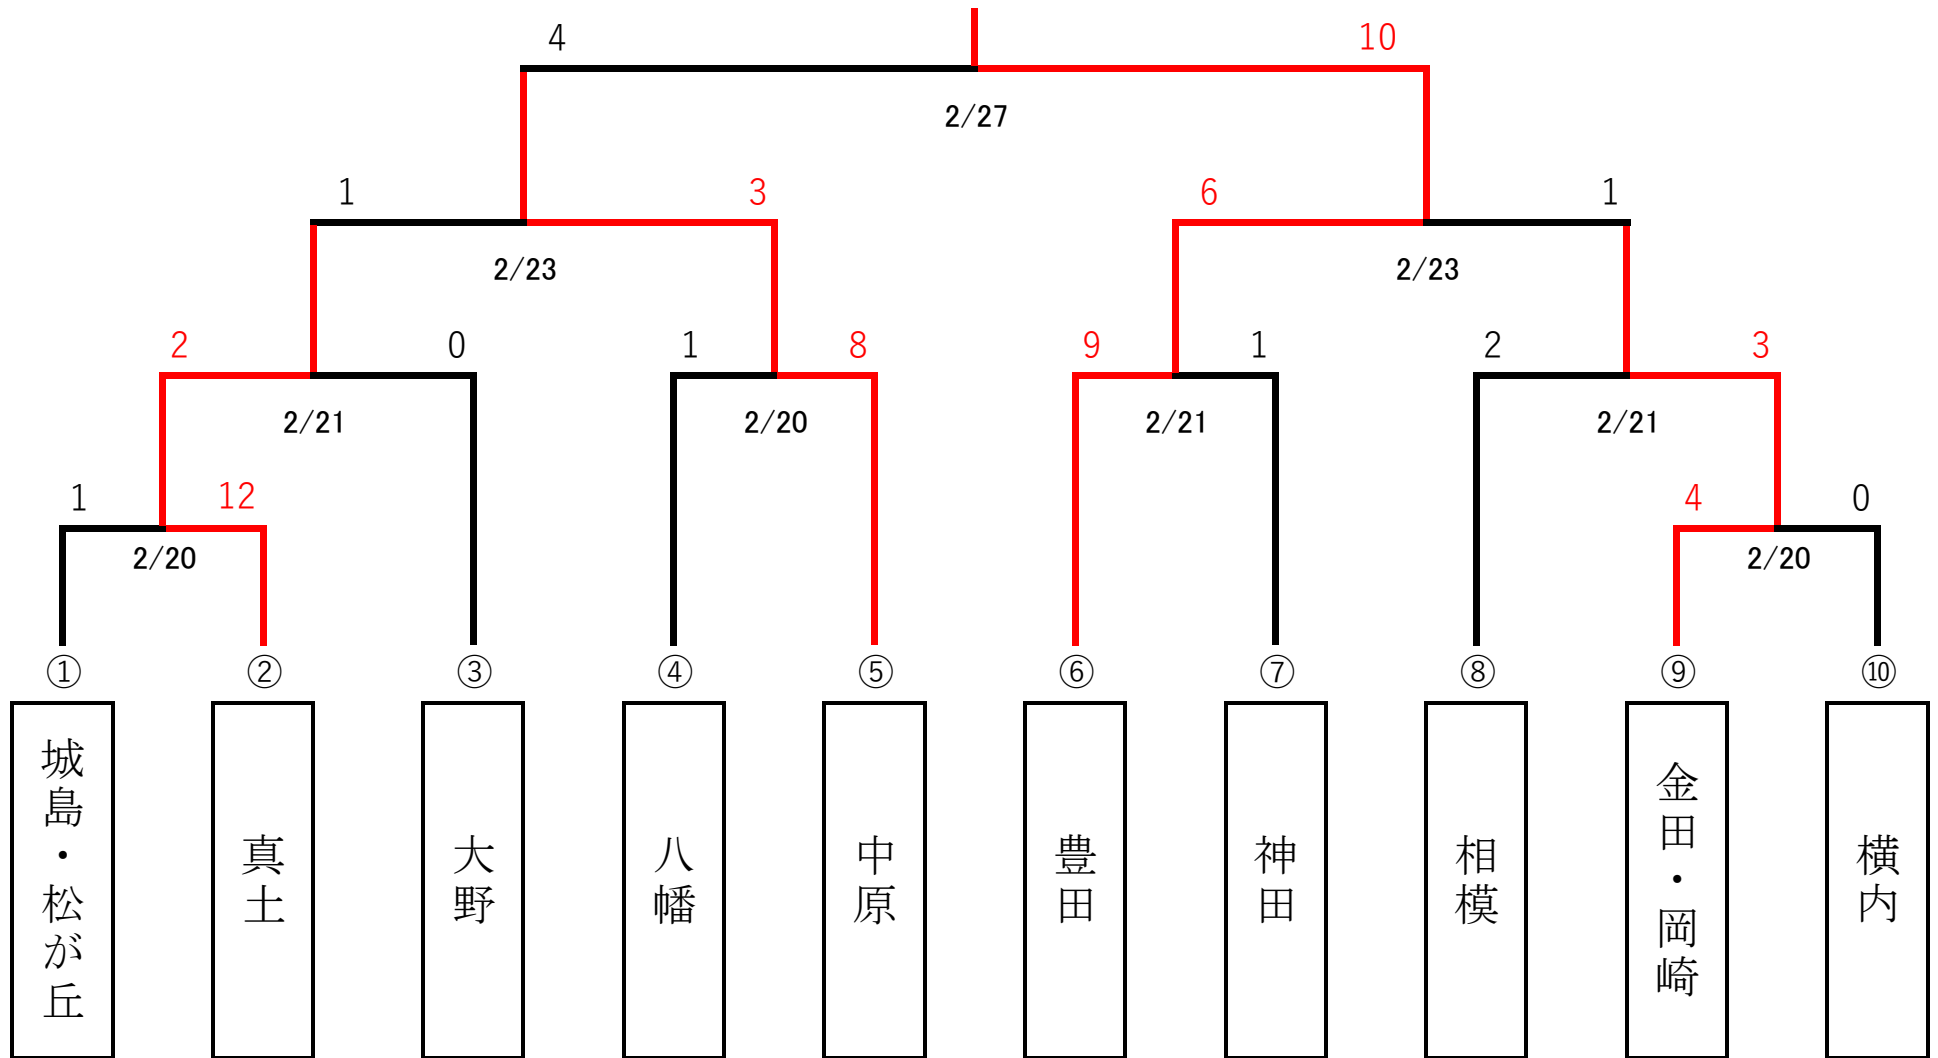 4 10
2/27
1 3 6 1
2/23 2/23
2 0 1 8 9 1 2 3
2/21 2/20 2/21 2/21
1 12 4 0
2/20 2/20
① ② ③ ④ ⑤ ⑥ ⑦ ⑧ ⑨ ⑩
城島・松が丘
真土
大野
八幡
中原
豊田
神田
相模
金田・岡崎
横内